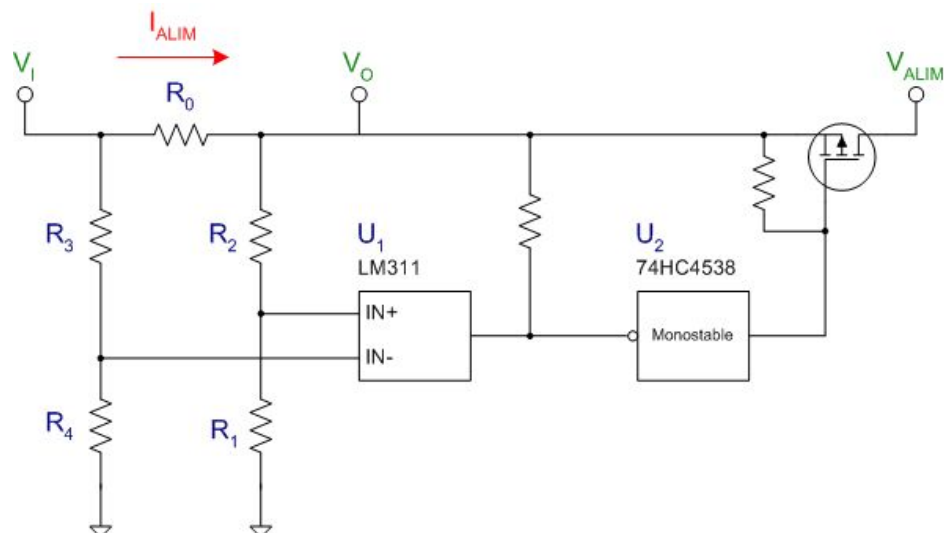 I_ALIM
V_I
V_O
V_ALIM
R_0
R_3
R_2
U_1
LM311
U_2
74HC4538
IN+
IN-
Monostable
R_4
R_1